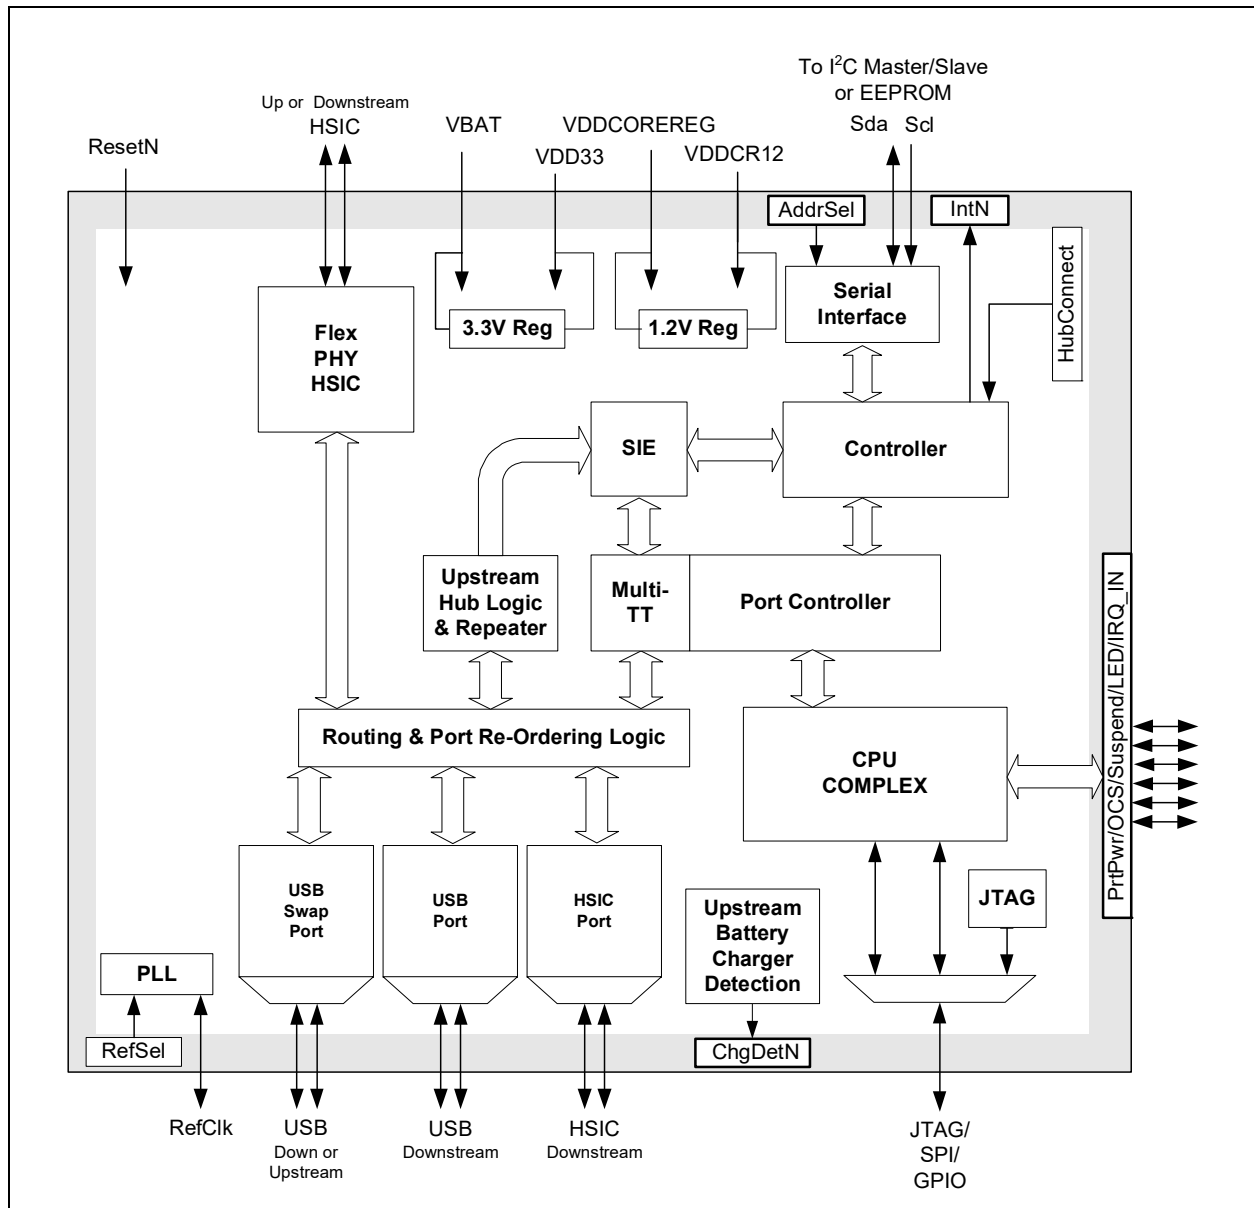 To I²C Master/Slave
or EEPROM
Up or Downstream
HSIC
VBAT
VDDCOREREG
Sda
Scl
ResetN
VDD33
VDDCR12
AddrSel
IntN
HubConnect
Flex
PHY
HSIC
3.3V Reg
1.2V Reg
Serial
Interface
SIE
Controller
Upstream
Hub Logic
& Repeater
Multi-
TT
Port Controller
PrtPwr/OCS/Suspend/LED/IRQ_IN
Routing & Port Re-Ordering Logic
CPU
COMPLEX
USB
Swap
Port
USB
Port
HSIC
Port
Upstream
Battery
Charger
Detection
JTAG
PLL
RefSel
ChgDetN
RefClk
USB
Down or
Upstream
USB
Downstream
HSIC
Downstream
JTAG/
SPI/
GPIO